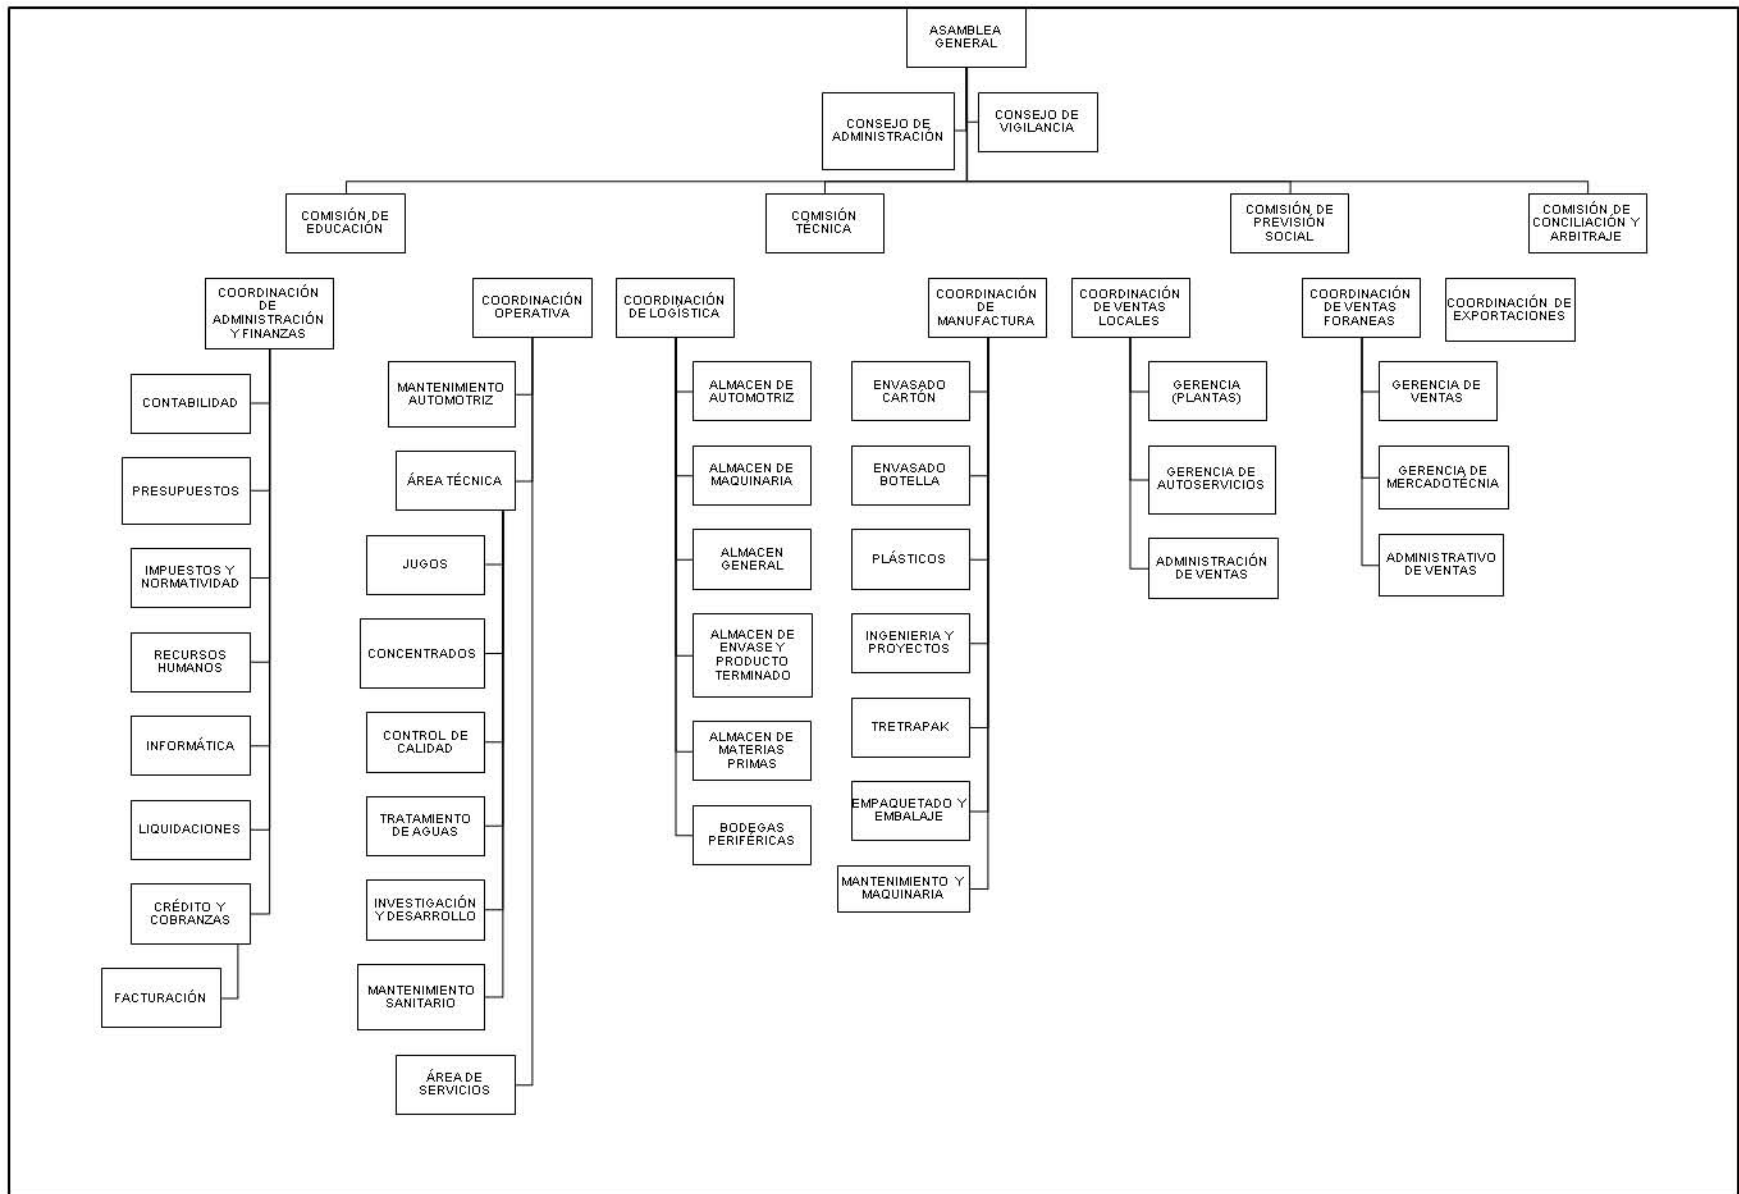 ASAMBLEA
GENERAL
CONSEJO DE
ADMINISTRACIÓN
CONSEJO DE
VIGILANCIA
COMISIÓN DE
EDUCACIÓN
COMISIÓN
TÉCNICA
COMISIÓN DE
PREVISIÓN
SOCIAL
COMISIÓN DE
CONCILIACIÓN Y
ARBITRAJE
COORDINACIÓN
DE
ADMINISTRACIÓN
Y FINANZAS
CONTABILIDAD
PRESUPUESTOS
IMPUESTOS Y
NORMATIVIDAD
RECURSOS
HUMANOS
INFORMÁTICA
LIQUIDACIONES
CRÉDITO Y
COBRANZAS
FACTURACIÓN
COORDINACIÓN
OPERATIVA
MANTENIMIENTO
AUTOMOTRIZ
ÁREA TÉCNICA
JUGOS
CONCENTRADOS
CONTROL DE
CALIDAD
TRATAMIENTO
DE AGUAS
INVESTIGACIÓN
Y DESARROLLO
MANTENIMIENTO
SANITARIO
ÁREA DE
SERVICIOS
COORDINACIÓN
DE LOGÍSTICA
ALMACEN DE
AUTOMOTRIZ
ALMACEN DE
MAQUINARIA
ALMACEN
GENERAL
ALMACEN DE
ENVASE Y
PRODUCTO
TERMINADO
ALMACEN DE
MATERIAS
PRIMAS
BODEGAS
PERIFÉRICAS
COORDINACIÓN
DE
MANUFACTURA
ENVASADO
CARTÓN
ENVASADO
BOTELLA
PLÁSTICOS
INGENIERIA Y
PROYECTOS
TRETRAPAK
EMPAQUETADO Y
EMBALAJE
MANTENIMIENTO Y
MAQUINARIA
COORDINACIÓN
DE VENTAS
LOCALES
GERENCIA
(PLANTAS)
GERENCIA DE
AUTOSERVICIOS
ADMINISTRACIÓN
DE VENTAS
COORDINACIÓN
DE VENTAS
FORANEAS
GERENCIA DE
VENTAS
GERENCIA DE
MERCADOTÉCNIA
ADMINISTRATIVO
DE VENTAS
COORDINACIÓN DE
EXPORTACIONES